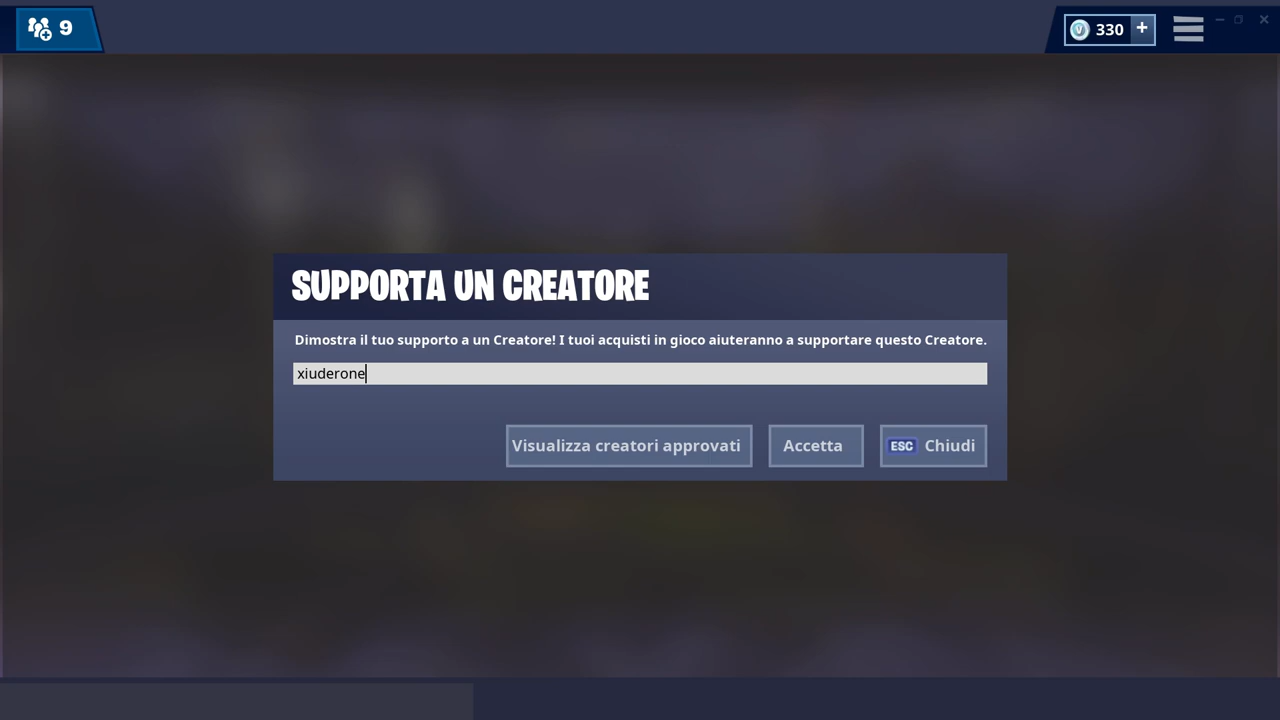 9
330 +
SUPPORTA UN CREATORE
Dimostra il tuo supporto a un Creatore! I tuoi acquisti in gioco aiuteranno a supportare questo Creatore.
xiuderone
Visualizza creatori approvati Accetta ESC Chiudi